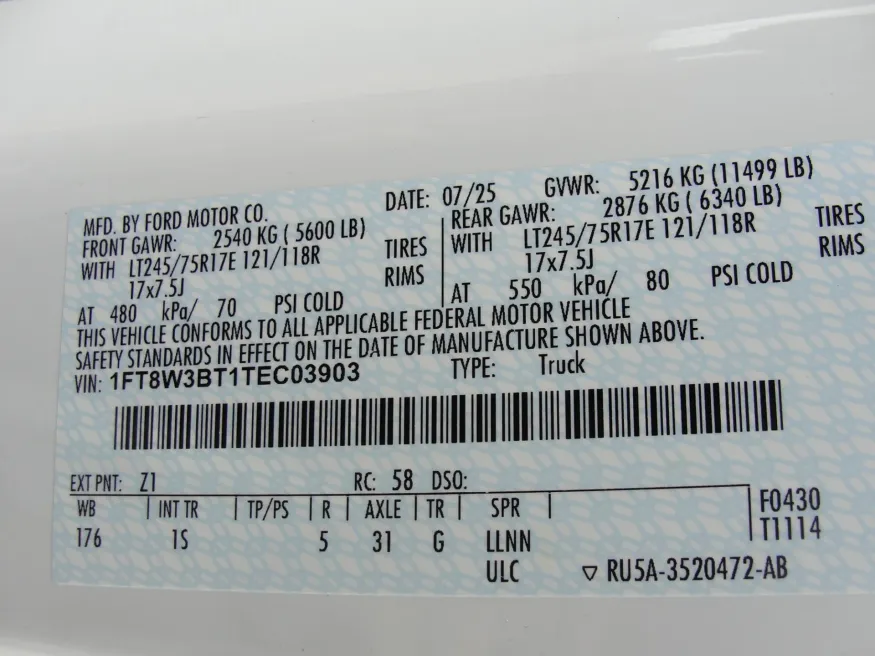 MFD. BY FORD MOTOR CO.
DATE: 07/25 GVWR: 5216 KG (11499 LB)
FRONT GAWR: 2540 KG ( 5600 LB)
WITH LT245/75R17E 121/118R TIRES
17x7.5J RIMS
AT 480 kPa/ 70 PSI COLD
REAR GAWR: 2876 KG ( 6340 LB)
WITH LT245/75R17E 121/118R TIRES
17x7.5J RIMS
AT 550 kPa/ 80 PSI COLD
THIS VEHICLE CONFORMS TO ALL APPLICABLE FEDERAL MOTOR VEHICLE
SAFETY STANDARDS IN EFFECT ON THE DATE OF MANUFACTURE SHOWN ABOVE.
VIN: 1FT8W3BT1TEC03903 TYPE: Truck
EXT PNT: Z1 RC: 58 DSO:
WB | INT TR | TP/PS | R | AXLE | TR | SPR | F0430
176 1S 5 31 G LLNN T1114
ULC ▽ RU5A-3520472-AB